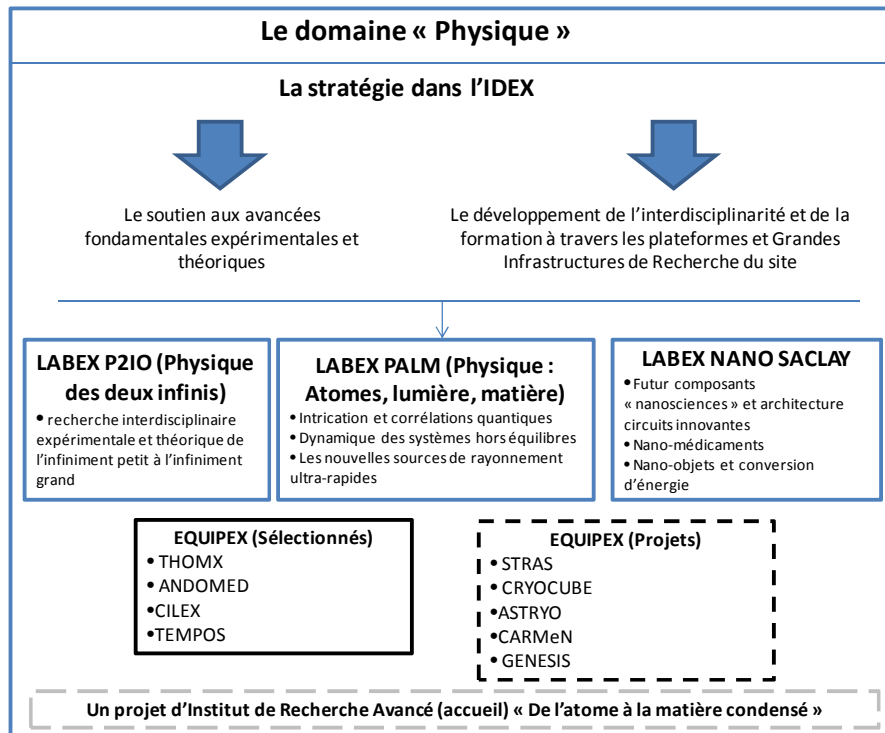 Le domaine « Physique »
La stratégie dans l'IDEX
Le soutien aux avancées
fondamentales expérimentales et
théoriques
Le développement de l'interdisciplinarité et de la
formation à travers les plateformes et Grandes
Infrastructures de Recherche du site
LABEX P2IO (Physique
des deux infinis)
• recherche interdisciplinaire
expérimentale et théorique de
l'infiniment petit à l'infiniment
grand
LABEX PALM (Physique :
Atomes, lumière, matière)
• Intrication et corrélations quantiques
• Dynamique des systèmes hors équilibres
• Les nouvelles sources de rayonnement
ultra-rapides
LABEX NANO SACLAY
• Futur composants
« nanosciences » et architecture
circuits innovantes
• Nano-médicaments
• Nano-objets et conversion
d'énergie
EQUIPEX (Sélectionnés)
• THOMX
• ANDOMED
•CILEX
•TEMPOS
EQUIPEX (Projets)
• STRAS
• CRYOCUBE
•ASTRYO
•CARMeN
• GENESIS
Un projet d'Institut de Recherche Avancé (accueil) « De l'atome à la matière condensé »